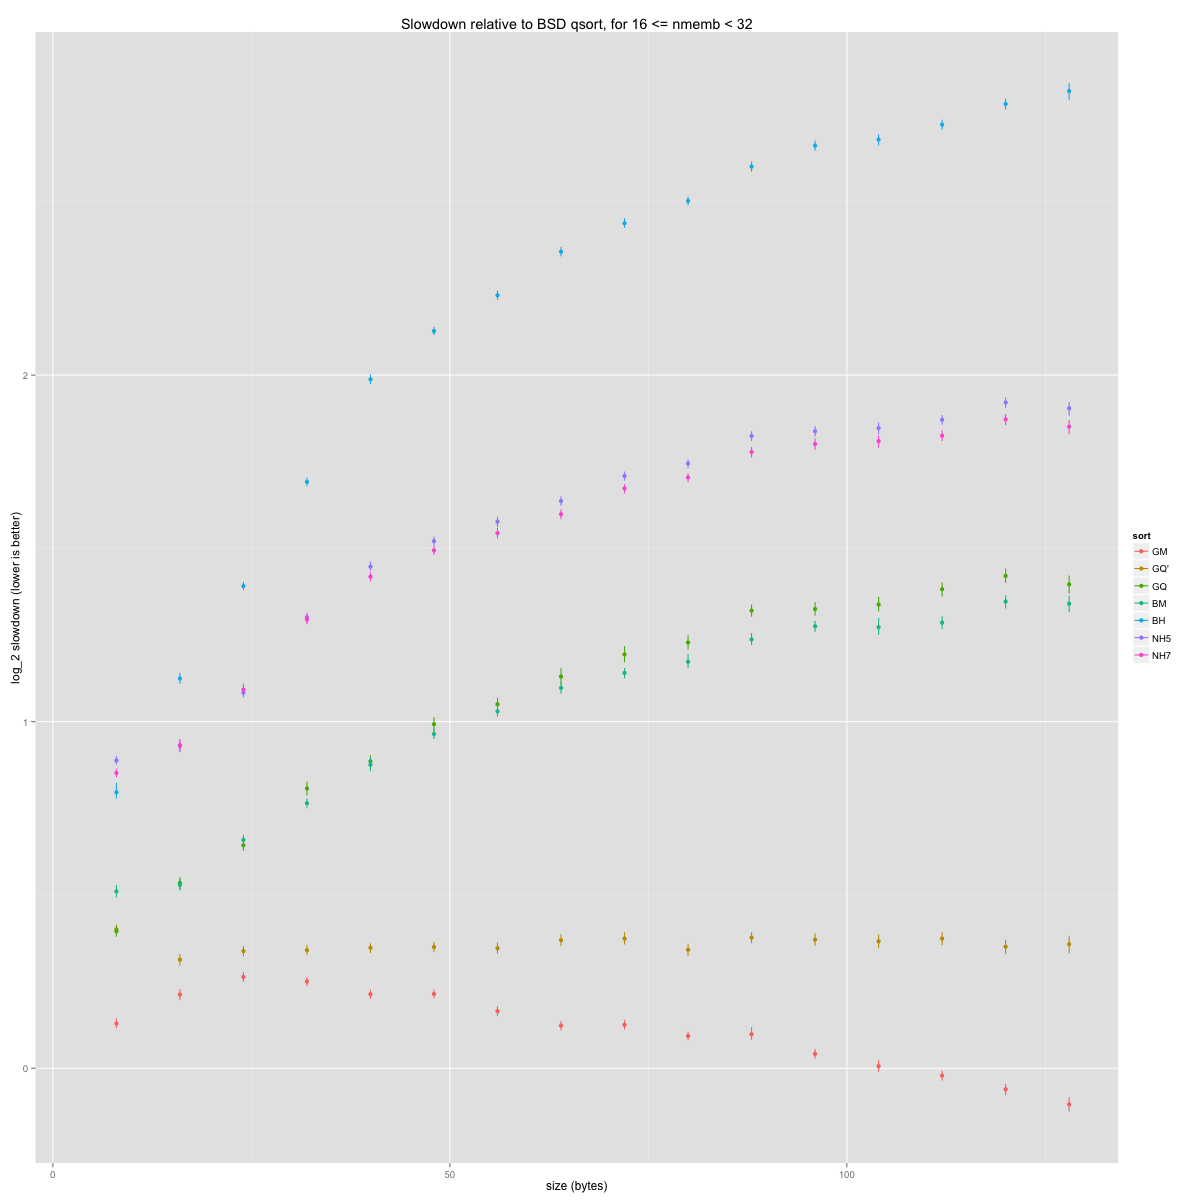 Slowdown relative to BSD qsort, for 16 <= nmemb < 32
log_2 slowdown (lower is better)
2
1
0
0
50
100
size (bytes)
sort
GM
GQ'
GQ
BM
BH
NH5
NH7